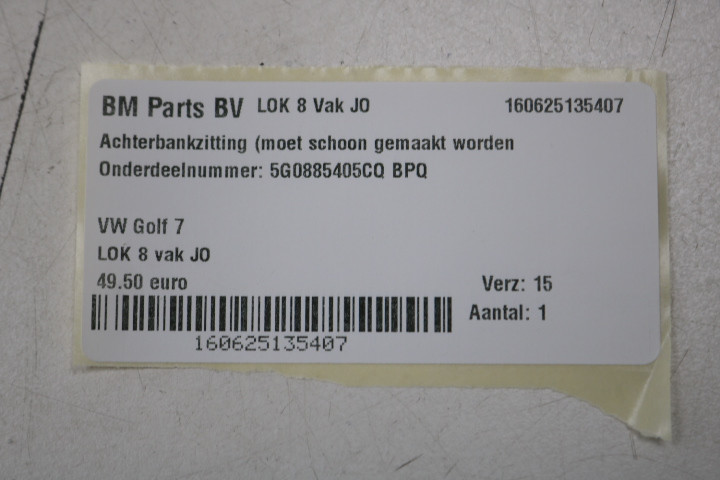 BM Parts BV LOK 8 Vak JO 160625135407
Achterbankzitting (moet schoon gemaakt worden
Onderdeelnummer: 5G0885405CQ BPQ
VW Golf 7
LOK 8 vak JO
49.50 euro Verz: 15
Aantal: 1
160625135407